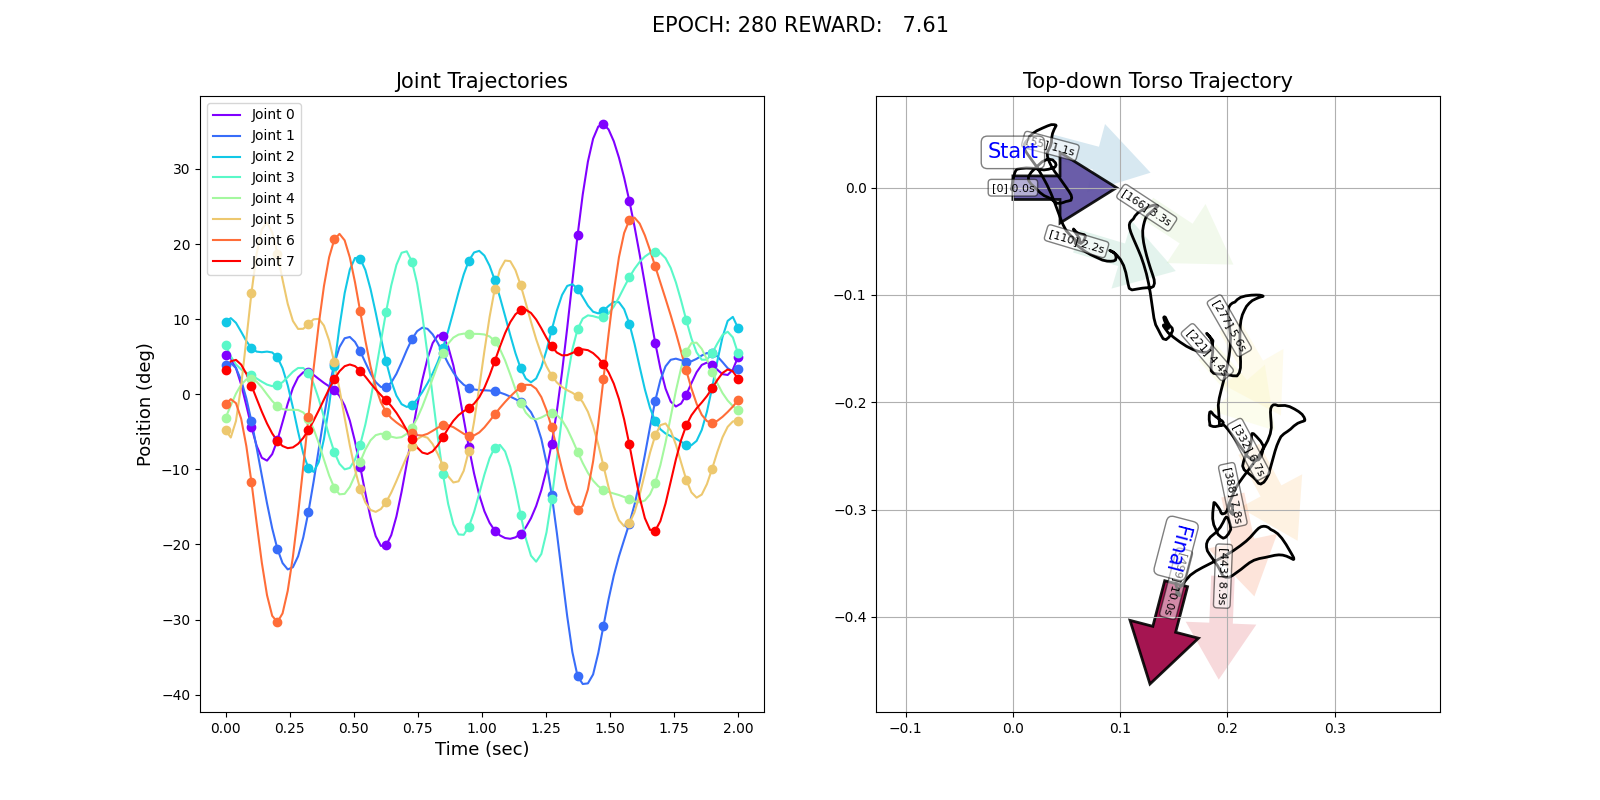 EPOCH: 280 REWARD:   7.61
Joint Trajectories
Joint 0
Joint 1
Joint 2
Joint 3
Joint 4
Joint 5
Joint 6
Joint 7
30
20
10
0
−10
−20
−30
−40
Position (deg)
0.00 0.25 0.50 0.75 1.00 1.25 1.50 1.75 2.00
Time (sec)
Top-down Torso Trajectory
Start
[55] 1.1s
[0] 0.0s
[166] 3.3s
[110] 2.2s
[277] 5.6s
[221] 4.4s
[332] 6.7s
[388] 7.8s
Final
[443] 8.9s
10.0s
0.0
−0.1
−0.2
−0.3
−0.4
−0.1 0.0 0.1 0.2 0.3